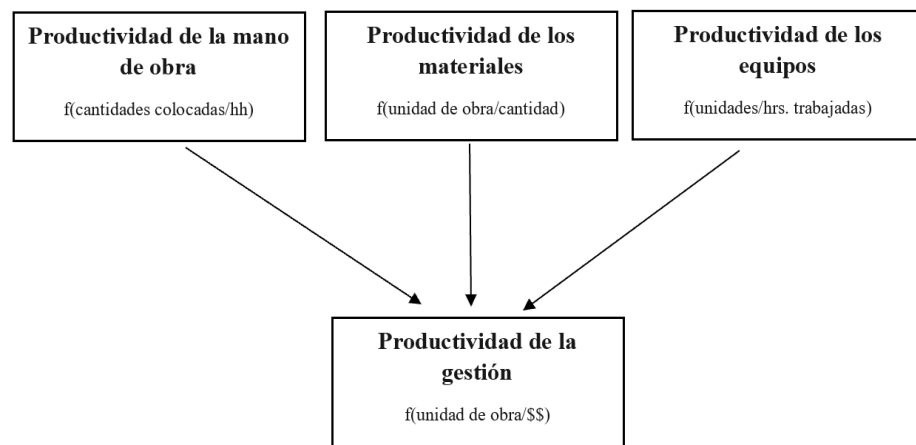 Productividad de la mano
de obra
f(cantidades colocadas/hh)
Productividad de los
materiales
f(unidad de obra/cantidad)
Productividad de los
equipos
f(unidades/hrs. trabajadas)
Productividad de la
gestión
f(unidad de obra/$$)